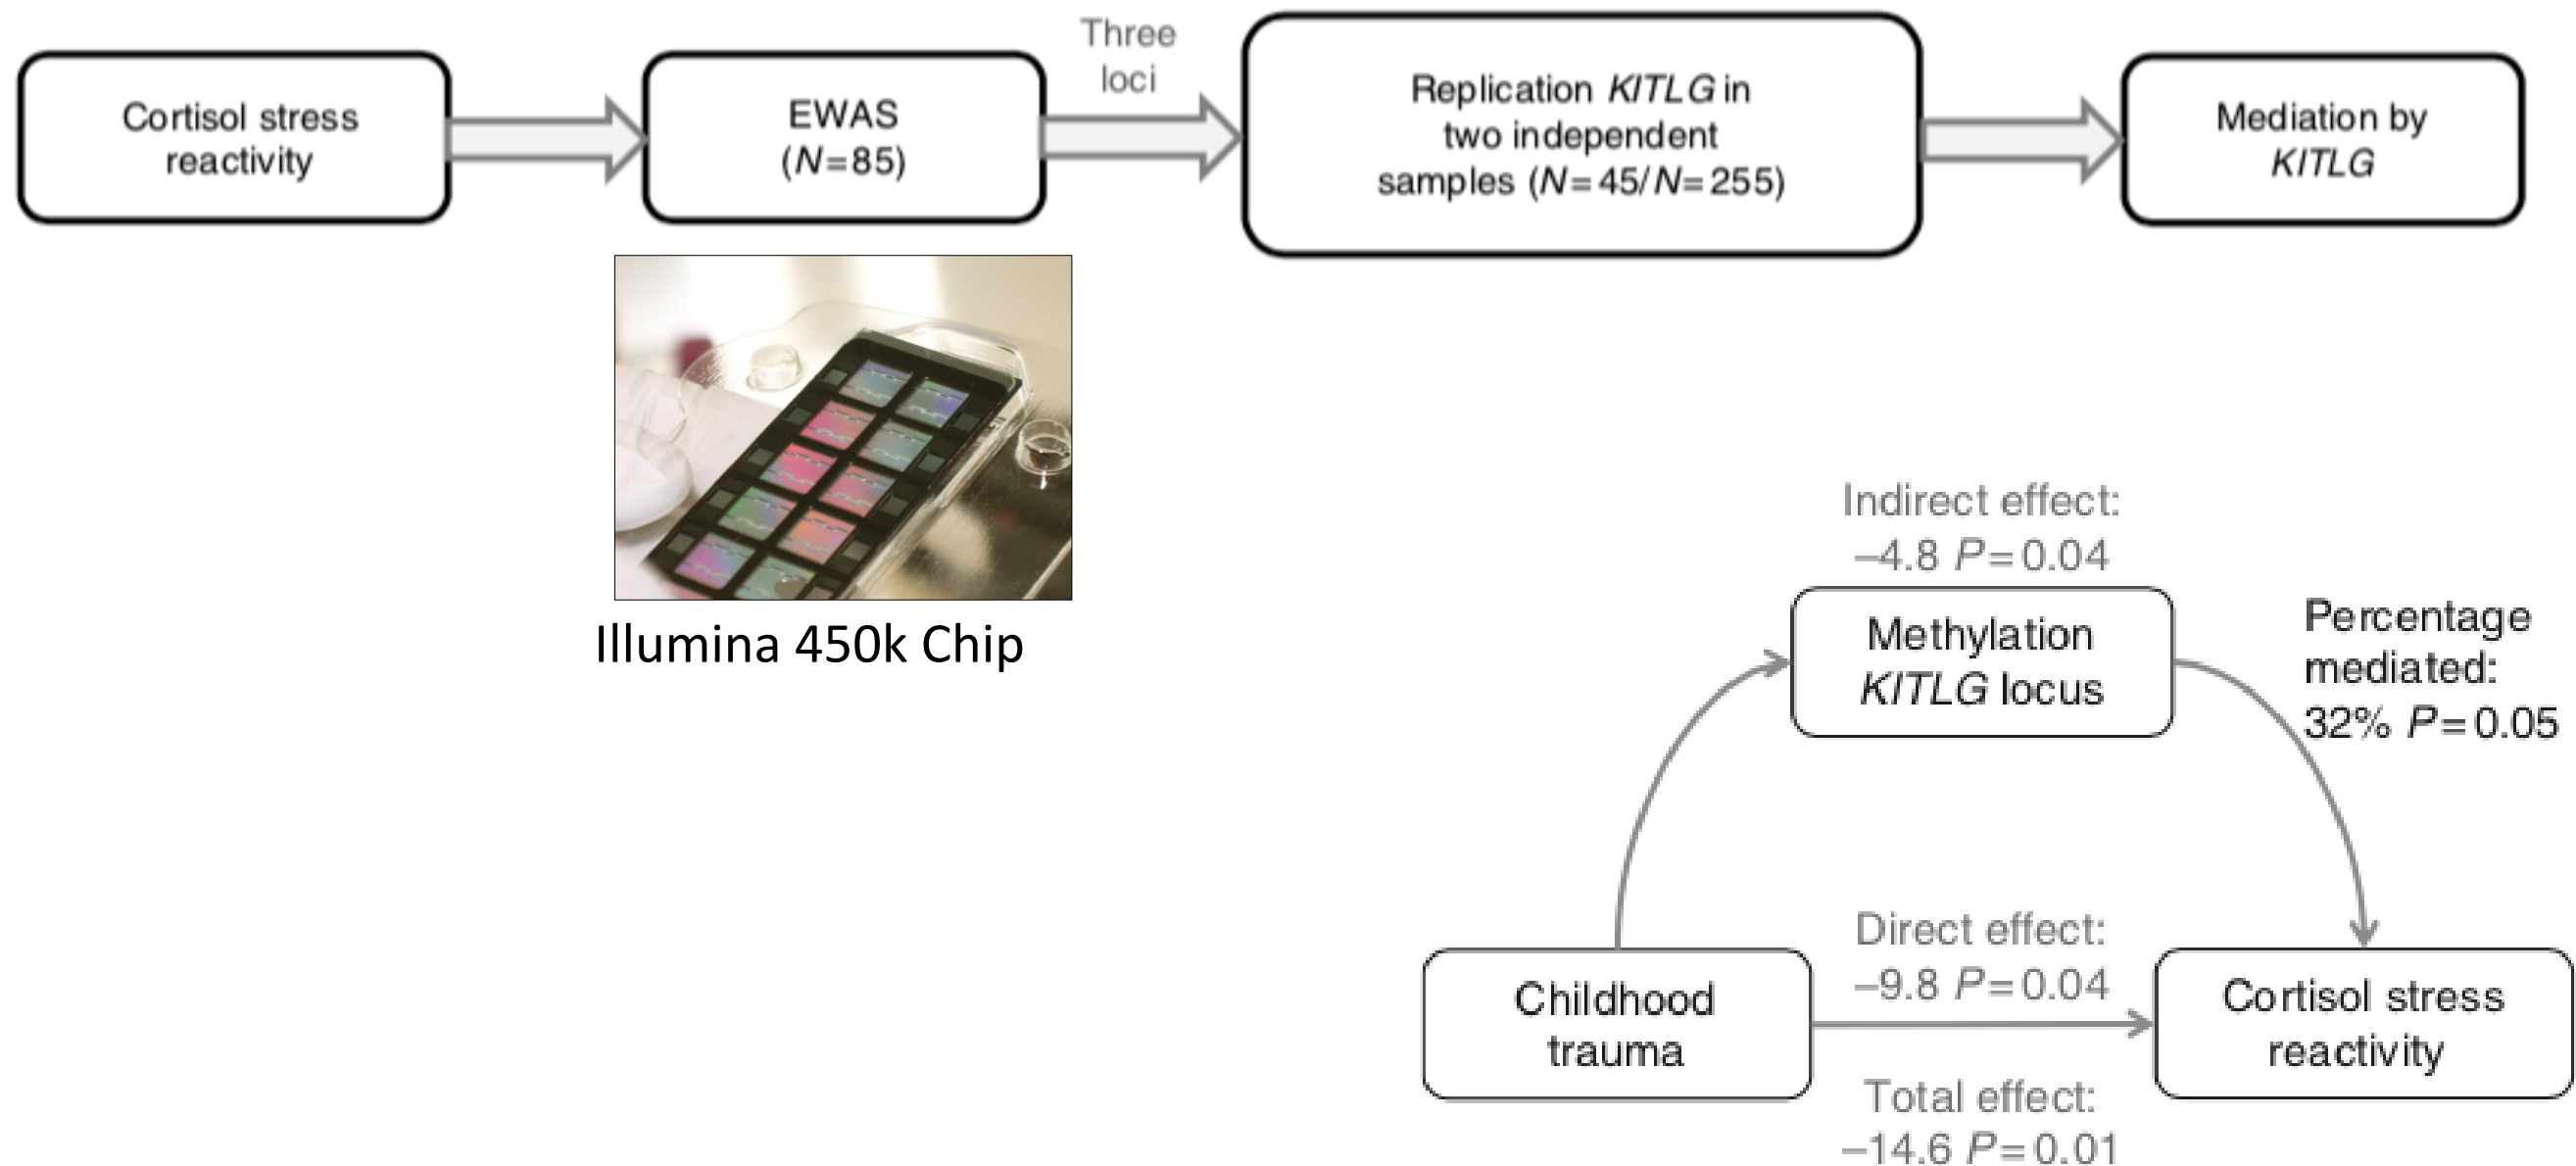 Cortisol stress
reactivity
EWAS
(N=85)
Three
loci
Replication KITLG in
two independent
samples (N=45/N=255)
Mediation by
KITLG
Illumina 450k Chip
Indirect effect:
–4.8 P=0.04
Methylation
KITLG locus
Percentage
mediated:
32% P=0.05
Childhood
trauma
Direct effect:
–9.8 P=0.04
Cortisol stress
reactivity
Total effect:
–14.6 P=0.01